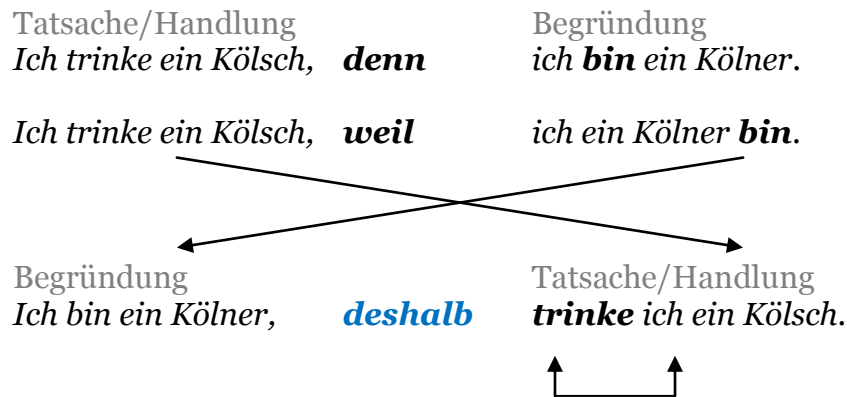 Tatsache/Handlung Begründung
Ich trinke ein Kölsch, denn ich bin ein Kölner.
Ich trinke ein Kölsch, weil ich ein Kölner bin.
Begründung Tatsache/Handlung
Ich bin ein Kölner, deshalb trinke ich ein Kölsch.